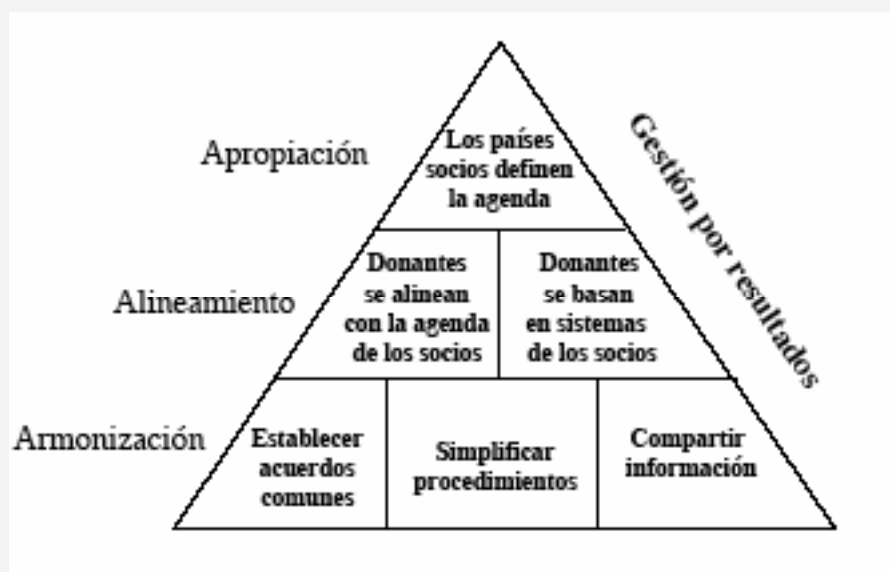 Apropiación
Los países
socios definen
la agenda
Gestión por resultados
Alineamiento
Donantes
se alinean
con la agenda
de los socios
Donantes
se basan
en sistemas
de los socios
Armonización
Establecer
acuerdos
comunes
Simplificar
procedimientos
Compartir
información